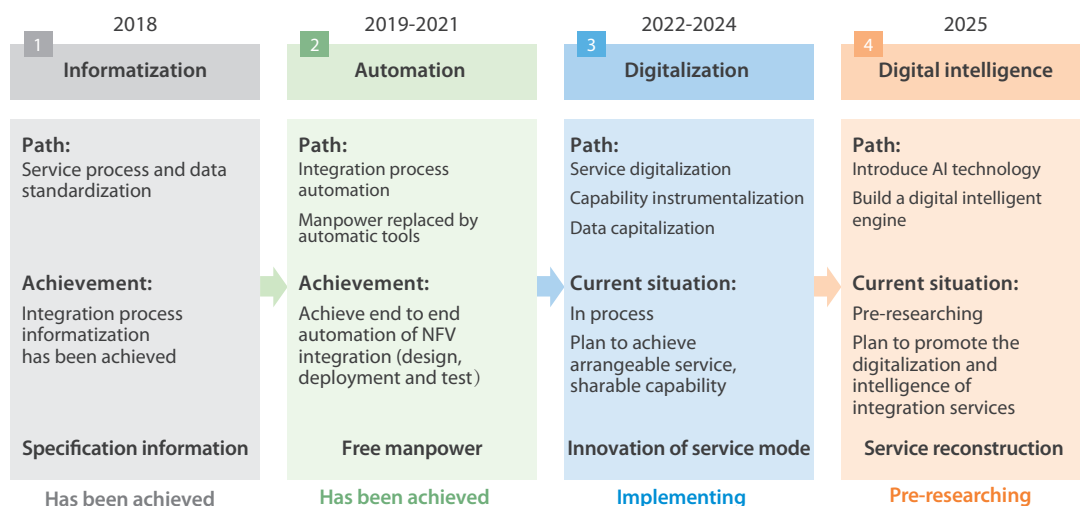 2018
1
Informatization
Path:
Service process and data
standardization
Achievement:
Integration process
informatization
has been achieved
Specification information
Has been achieved
2019-2021
2
Automation
Path:
Integration process
automation
Manpower replaced by
automatic tools
Achievement:
Achieve end to end
automation of NFV
integration (design,
deployment and test）
Free manpower
Has been achieved
2022-2024
3
Digitalization
Path:
Service digitalization
Capability instrumentalization
Data capitalization
Current situation:
In process
Plan to achieve
arrangeable service,
sharable capability
Innovation of service mode
Implementing
2025
4
Digital intelligence
Path:
Introduce AI technology
Build a digital intelligent
engine
Current situation:
Pre-researching
Plan to promote the
digitalization and
intelligence of
integration services
Service reconstruction
Pre-researching